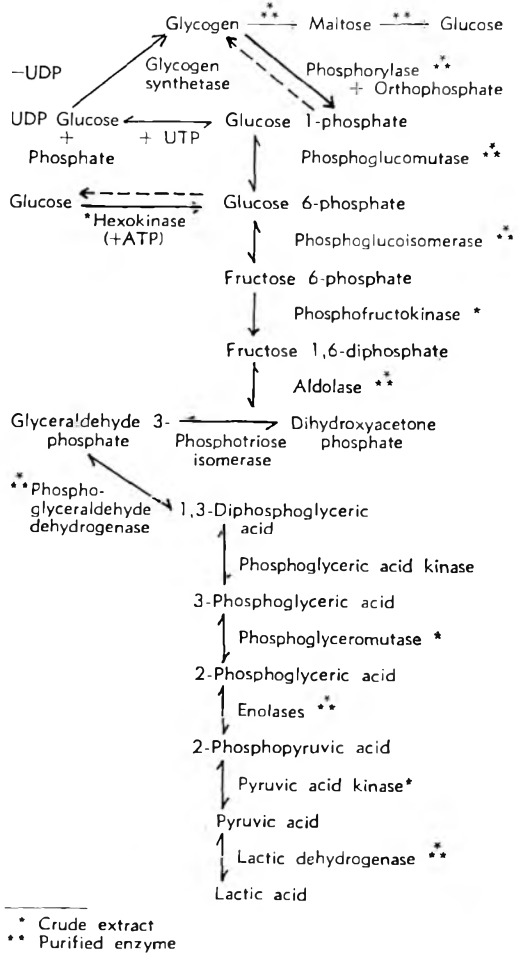 Glycogen *** Maltose *** Glucose
-UDP
Glycogen
synthetase
Phosphorylase ***
+ Orthophosphate
UDP Glucose
+
Phosphate
+ UTP
Glucose 1-phosphate
Phosphoglucomutase ***
Glucose
*Hexokinase
(+ATP)
Glucose 6-phosphate
Phosphoglucoisomerase ***
Fructose 6-phosphate
Phosphofructokinase *
Fructose 1,6-diphosphate
Aldolase ***
Glyceraldehyde 3-
phosphate
Phosphotriose
isomerase
Dihydroxyacetone
phosphate
***Phospho-
glyceraldehyde
dehydrogenase
1,3-Diphosphoglyceric
acid
Phosphoglyceric acid kinase
3-Phosphoglyceric acid
Phosphoglyceromutase *
2-Phosphoglyceric acid
Enolases ***
2-Phosphopyruvic acid
Pyruvic acid kinase*
Pyruvic acid
Lactic dehydrogenase ***
Lactic acid
* Crude extract
** Purified enzyme